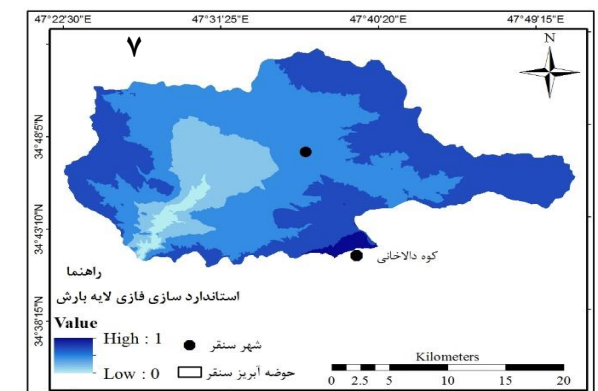 47°22'30"E 47°31'25"E 47°40'20"E 47°49'15"E
۷
N
34°48'5"N
34°43'10"N
34°38'15"N
کوه دالاخانی
راهنما
استاندارد سازی فازی لایه بارش
Value
High : 1
Low : 0
شهر سنقر
حوضه آبریز سنقر
Kilometers
0 2.5 5 10 15 20